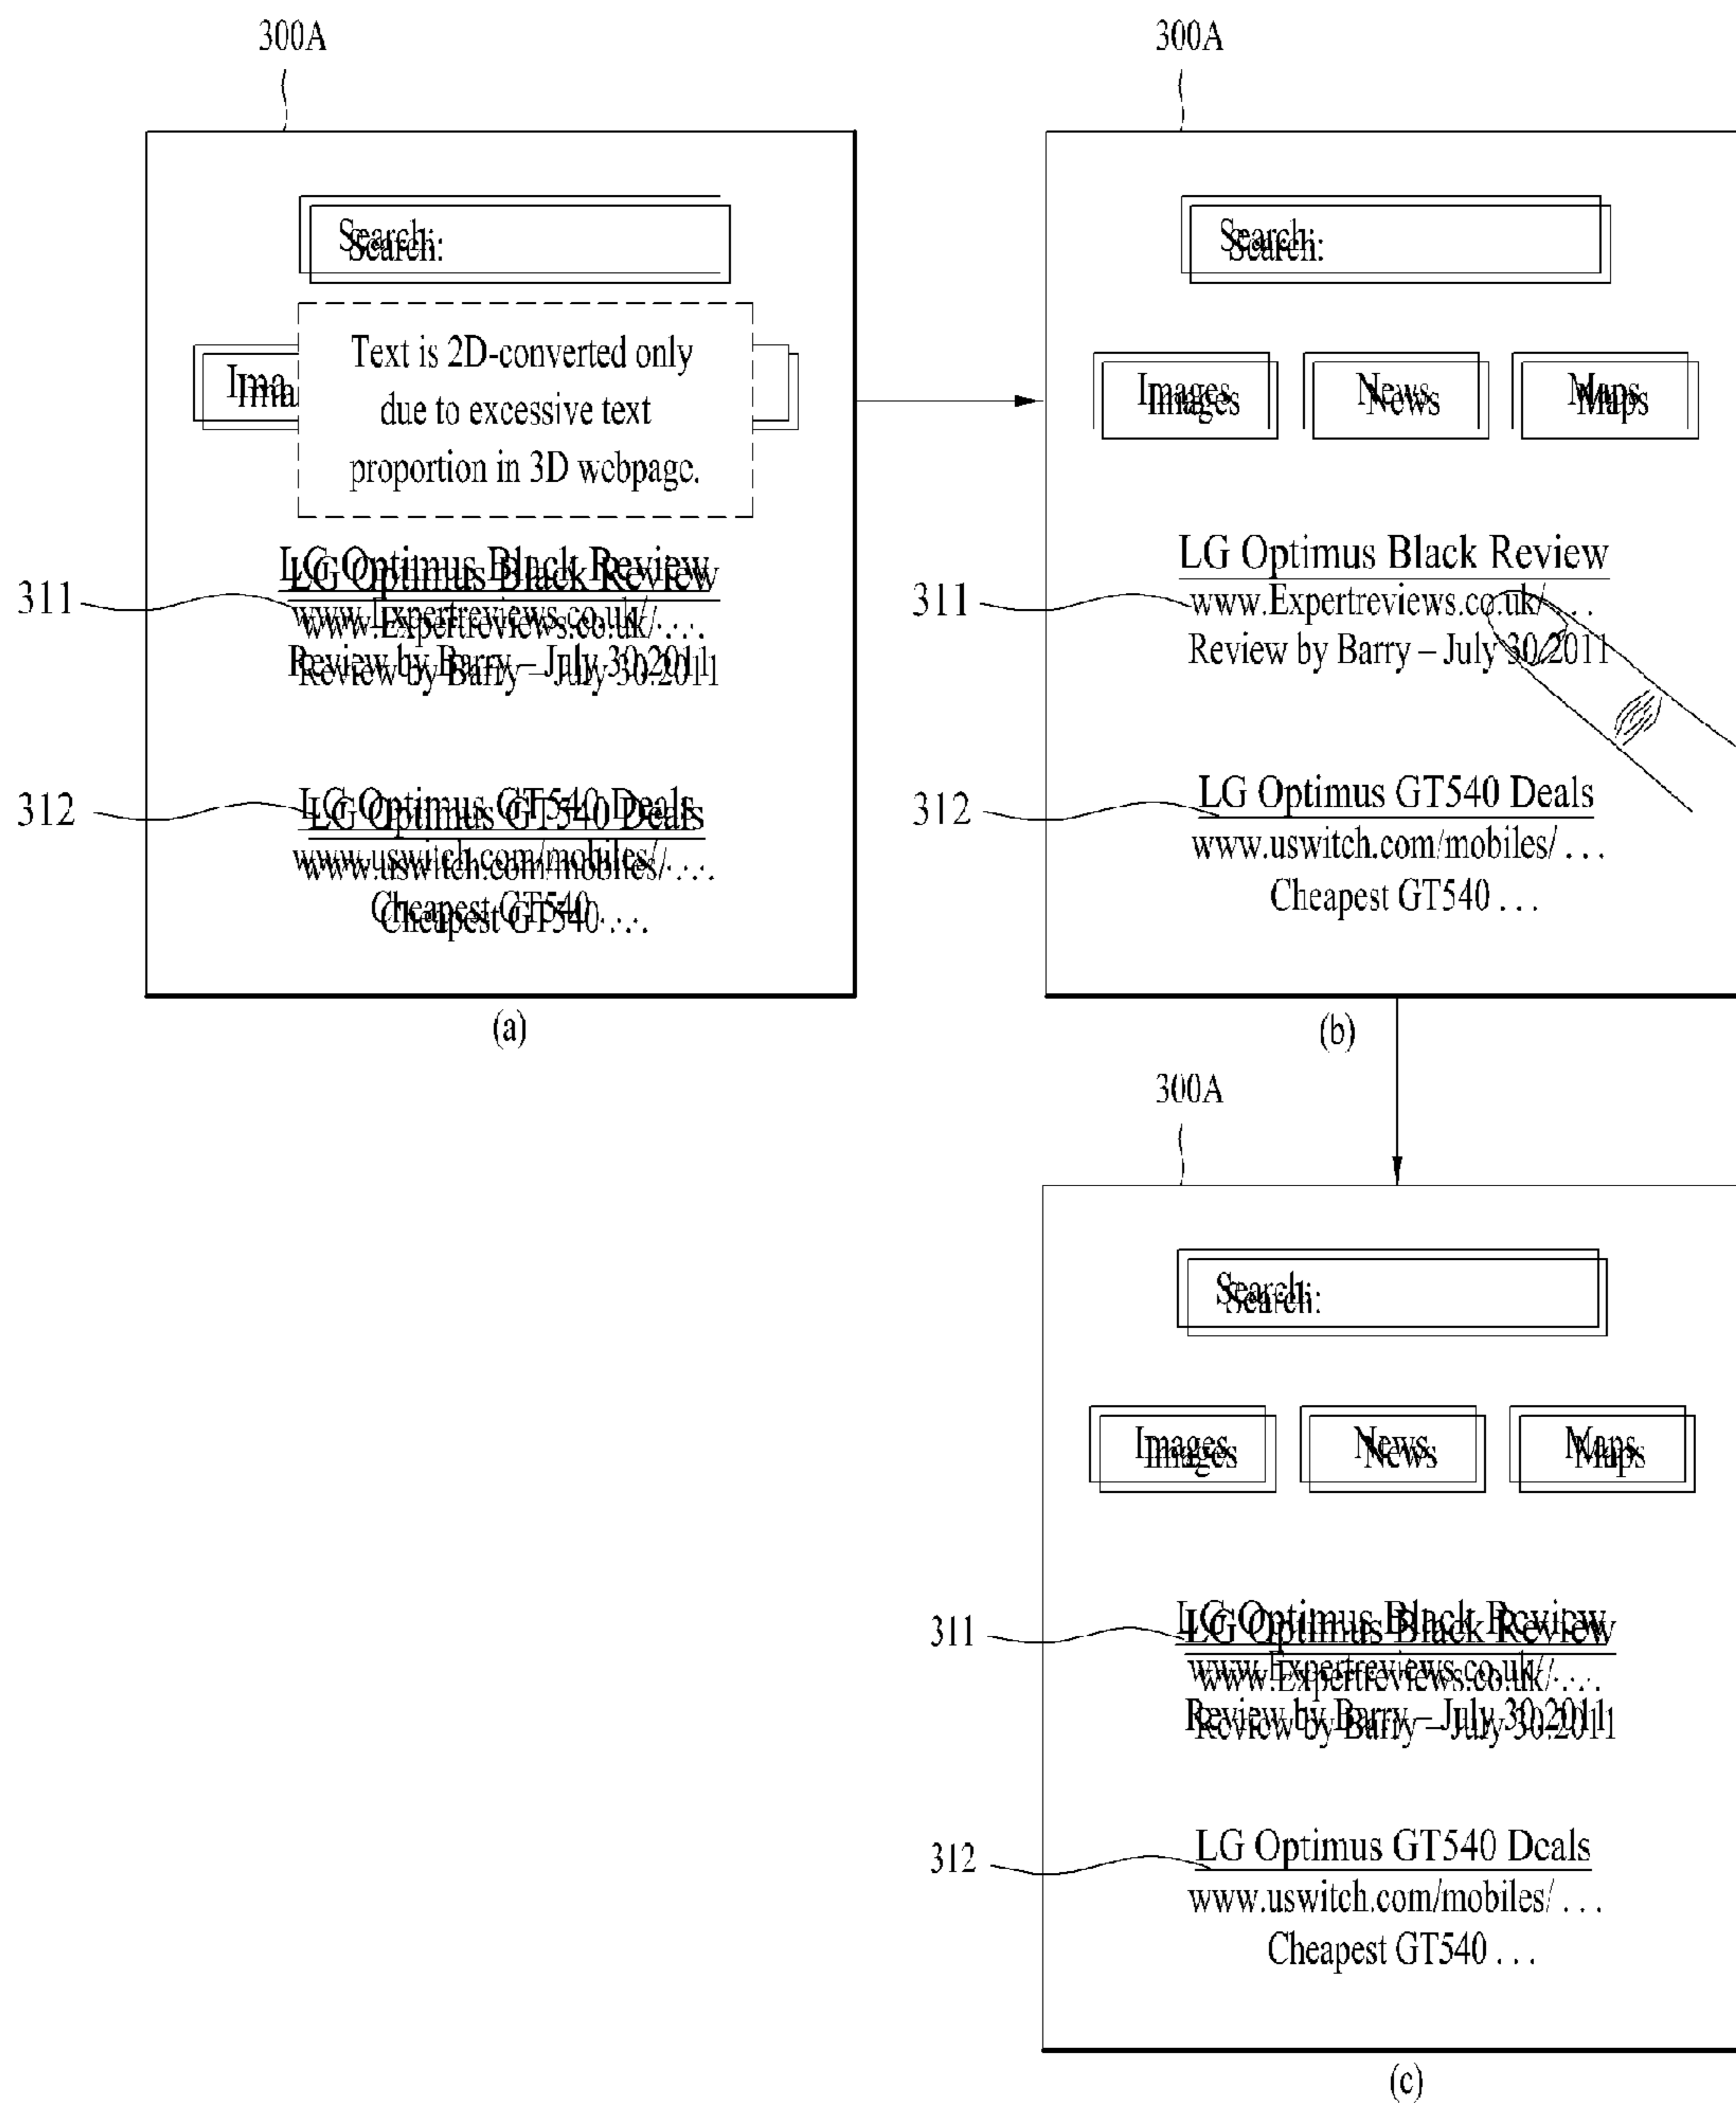 300A
Search:
Ima
Text is 2D-converted only
due to excessive text
proportion in 3D webpage.
311
LG Optimus Black Review
www.Expertreviews.co.uk/ . . .
Review by Barry – July 30.2011
312
LG Optimus GT540 Deals
www.uswitch.com/mobiles/ . . .
Cheapest GT540 . . .
(a)
300A
Search:
Images News Maps
311
LG Optimus Black Review
www.Expertreviews.co.uk/ . . .
Review by Barry – July 30.2011
312
LG Optimus GT540 Deals
www.uswitch.com/mobiles/ . . .
Cheapest GT540 . . .
(b)
300A
Search:
Images News Maps
311
LG Optimus Black Review
www.Expertreviews.co.uk/ . . .
Review by Barry – July 30.2011
312
LG Optimus GT540 Deals
www.uswitch.com/mobiles/ . . .
Cheapest GT540 . . .
(c)